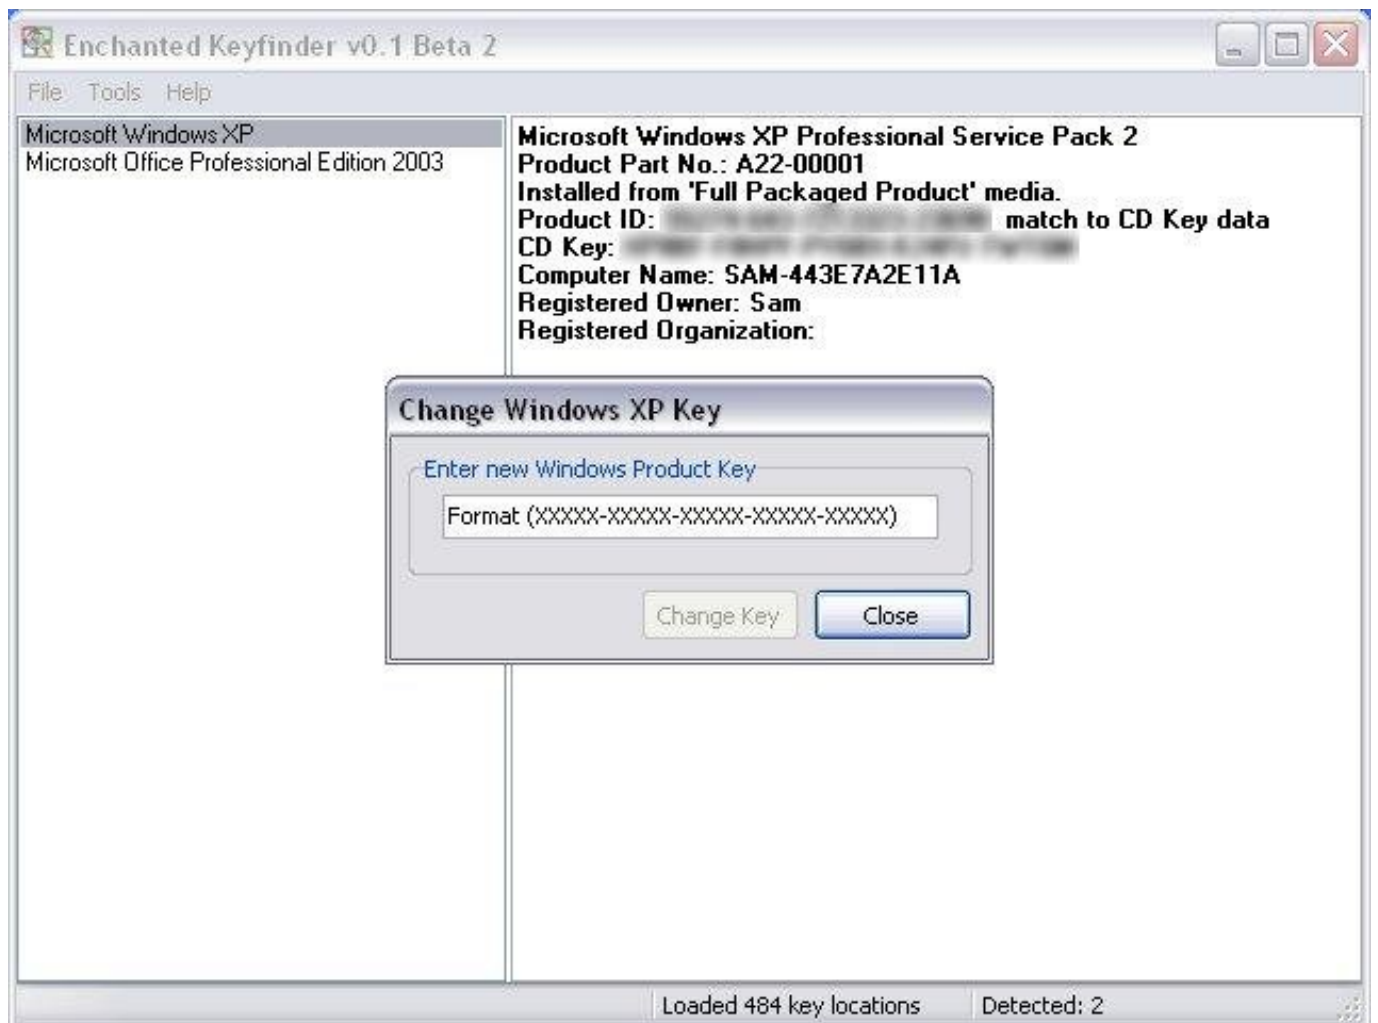 Enchanted Keyfinder v0.1 Beta 2
File Tools Help
Microsoft Windows XP
Microsoft Office Professional Edition 2003
Microsoft Windows XP Professional Service Pack 2
Product Part No.: A22-00001
Installed from 'Full Packaged Product' media.
Product ID: match to CD Key data
CD Key:
Computer Name: SAM-443E7A2E11A
Registered Owner: Sam
Registered Organization:
Change Windows XP Key
Enter new Windows Product Key
Format (XXXXX-XXXXX-XXXXX-XXXXX-XXXXX)
Change Key Close
Loaded 484 key locations Detected: 2